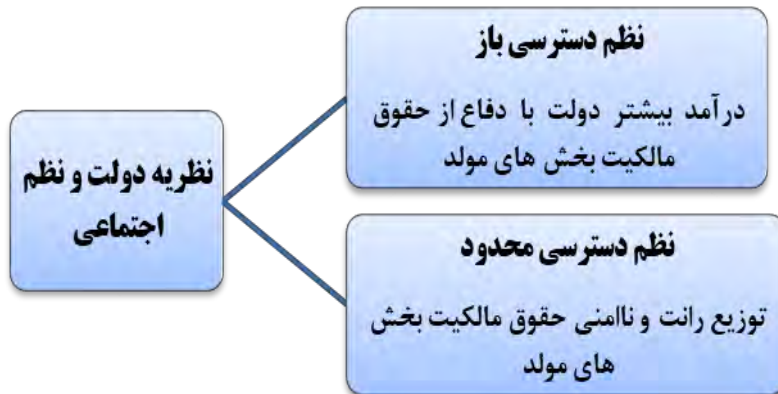 نظریه دولت و نظم
اجتماعی
نظم دسترسی باز
درآمد بیشتر دولت با دفاع از حقوق
مالکیت بخش های مولد
نظم دسترسی محدود
توزیع رانت و ناامنی حقوق مالکیت بخش
های مولد